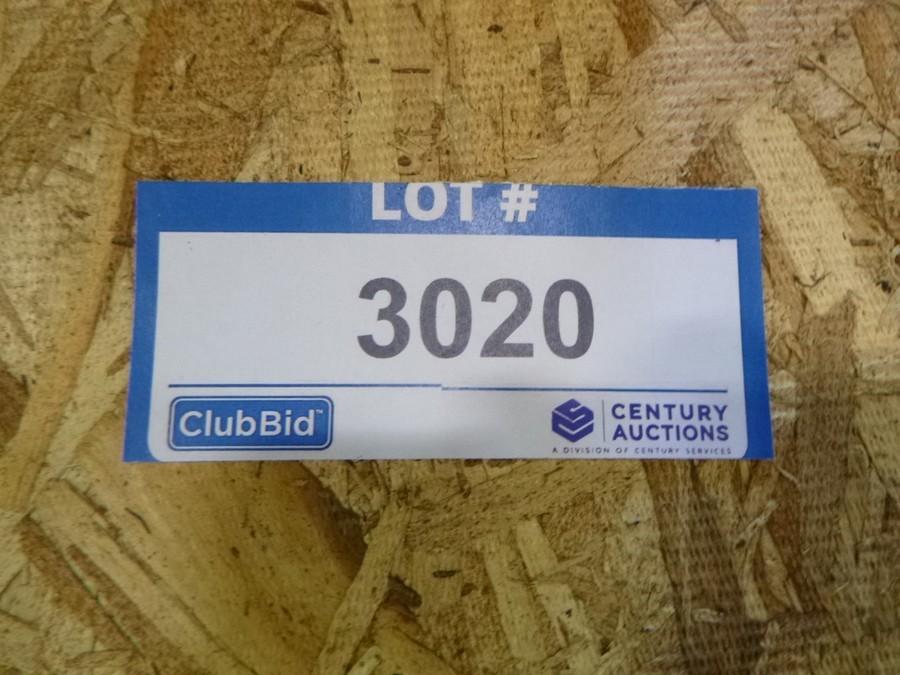 LOT #
3020
ClubBid™
CENTURY
AUCTIONS
A DIVISION OF CENTURY SERVICES